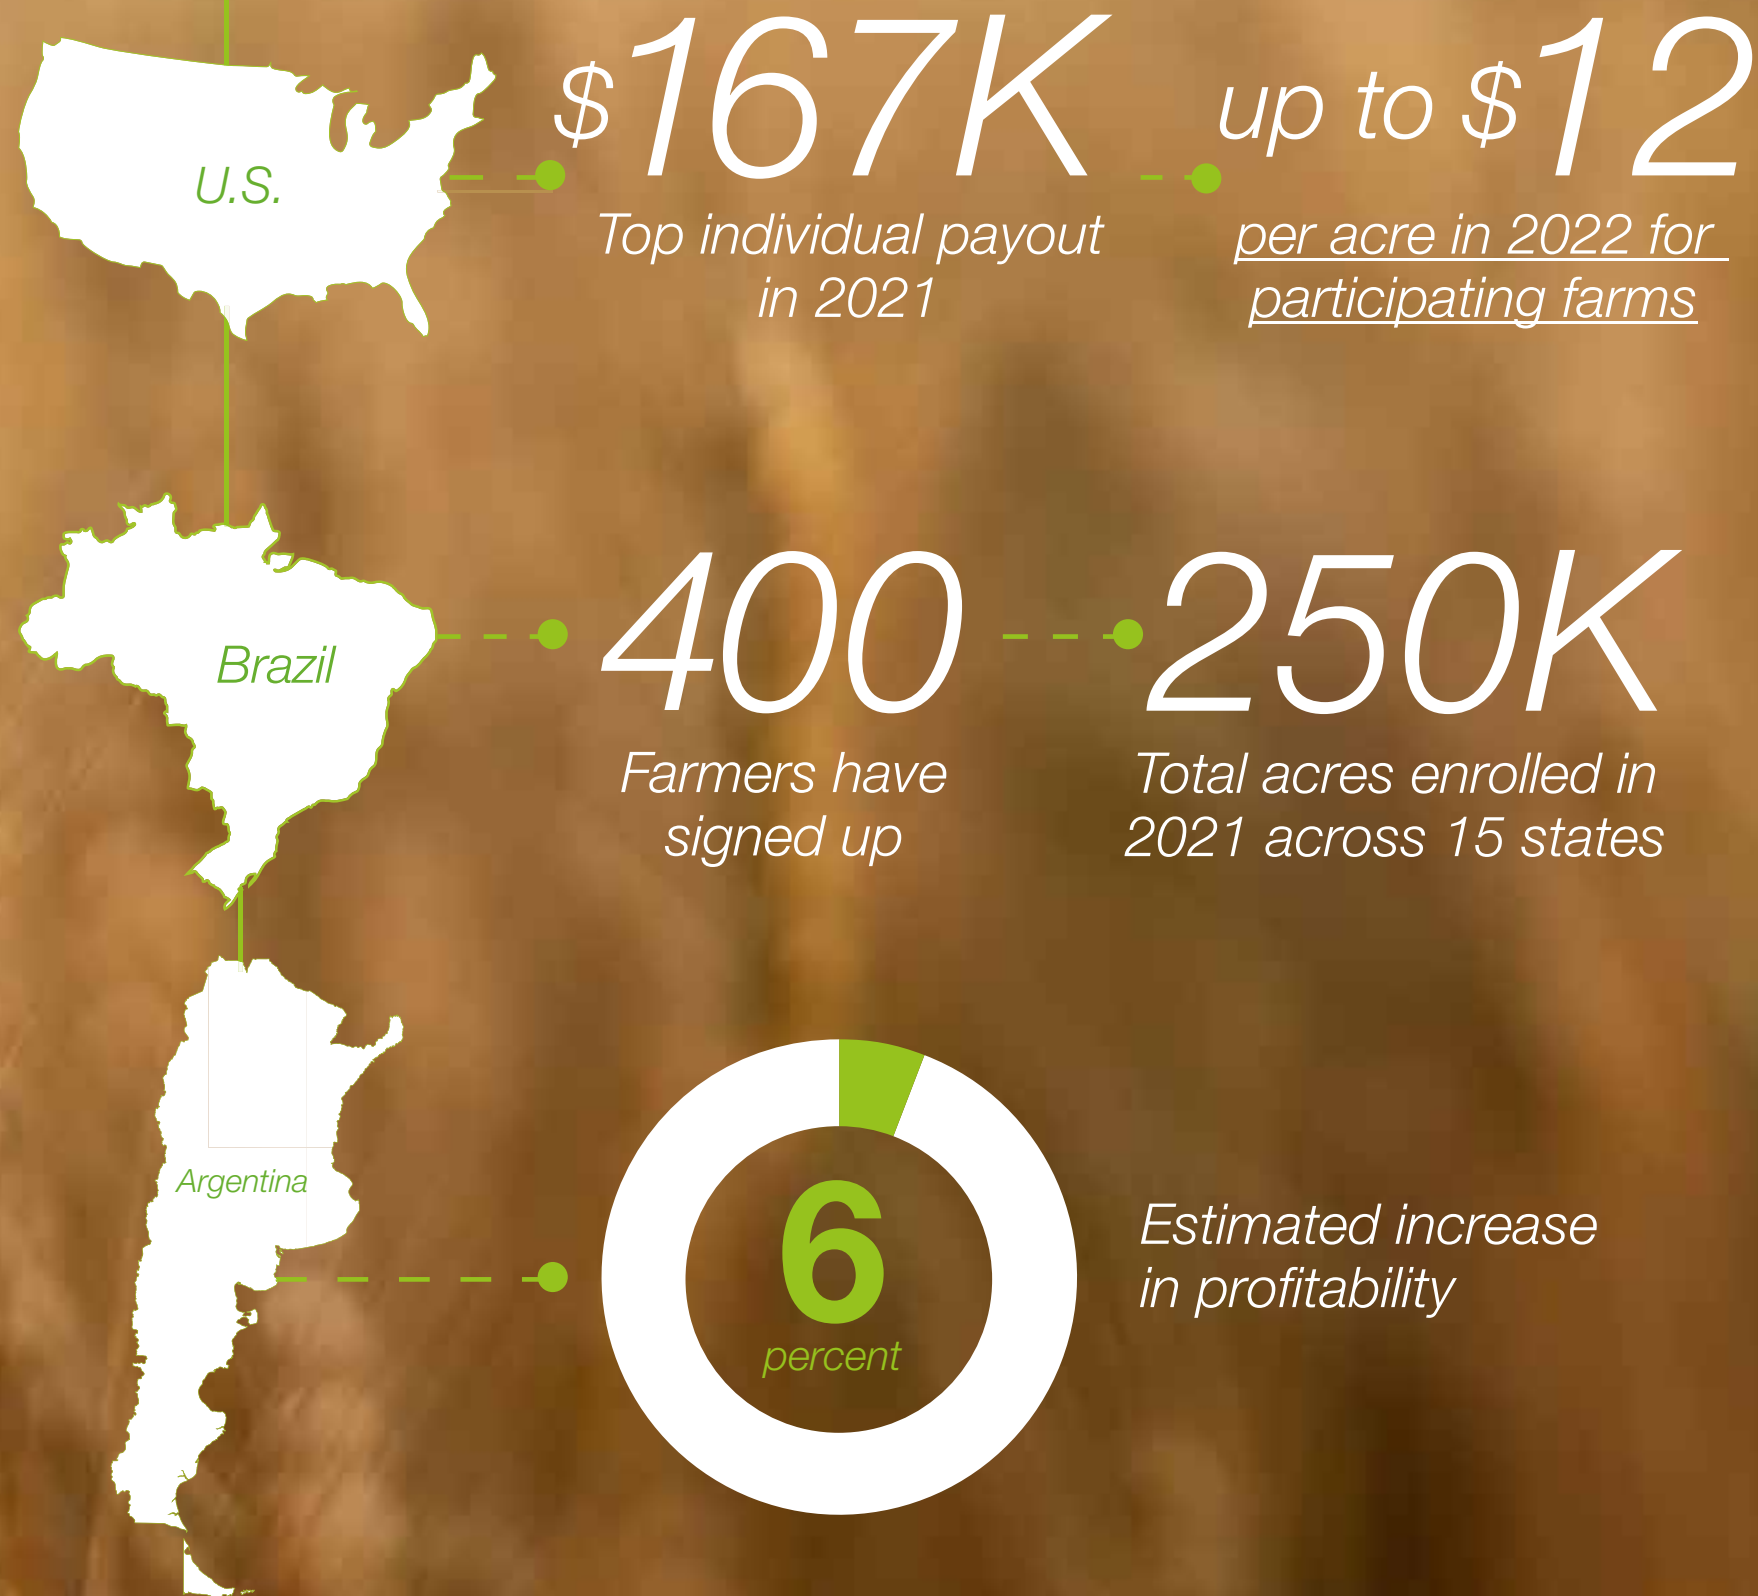 U.S.
$167K
Top individual payout
in 2021
up to $12
per acre in 2022 for
participating farms
Brazil
400
Farmers have
signed up
250K
Total acres enrolled in
2021 across 15 states
Argentina
6
percent
Estimated increase
in profitability